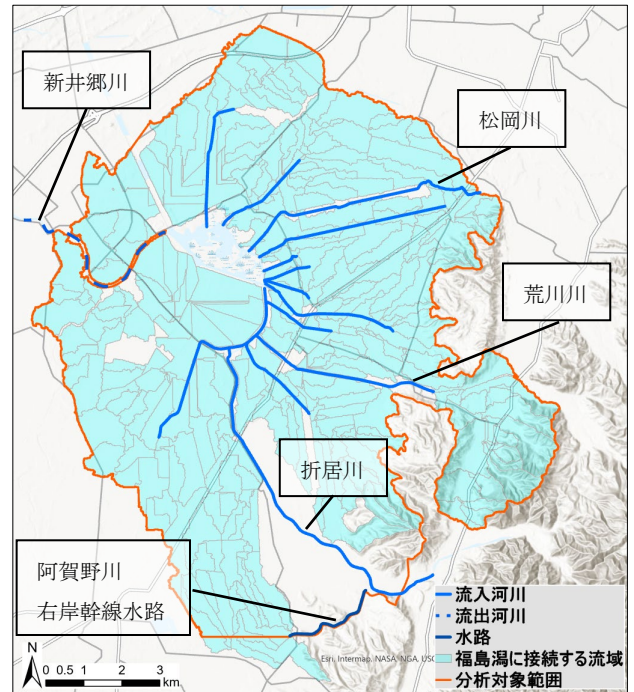 新井郷川
松岡川
荒川川
折居川
阿賀野川
右岸幹線水路
流入河川
流出河川
水路
福島潟に接続する流域
分析対象範囲
N
0 0.5 1 2 3
km
Esri, Intermap, NASA, NGA, USG